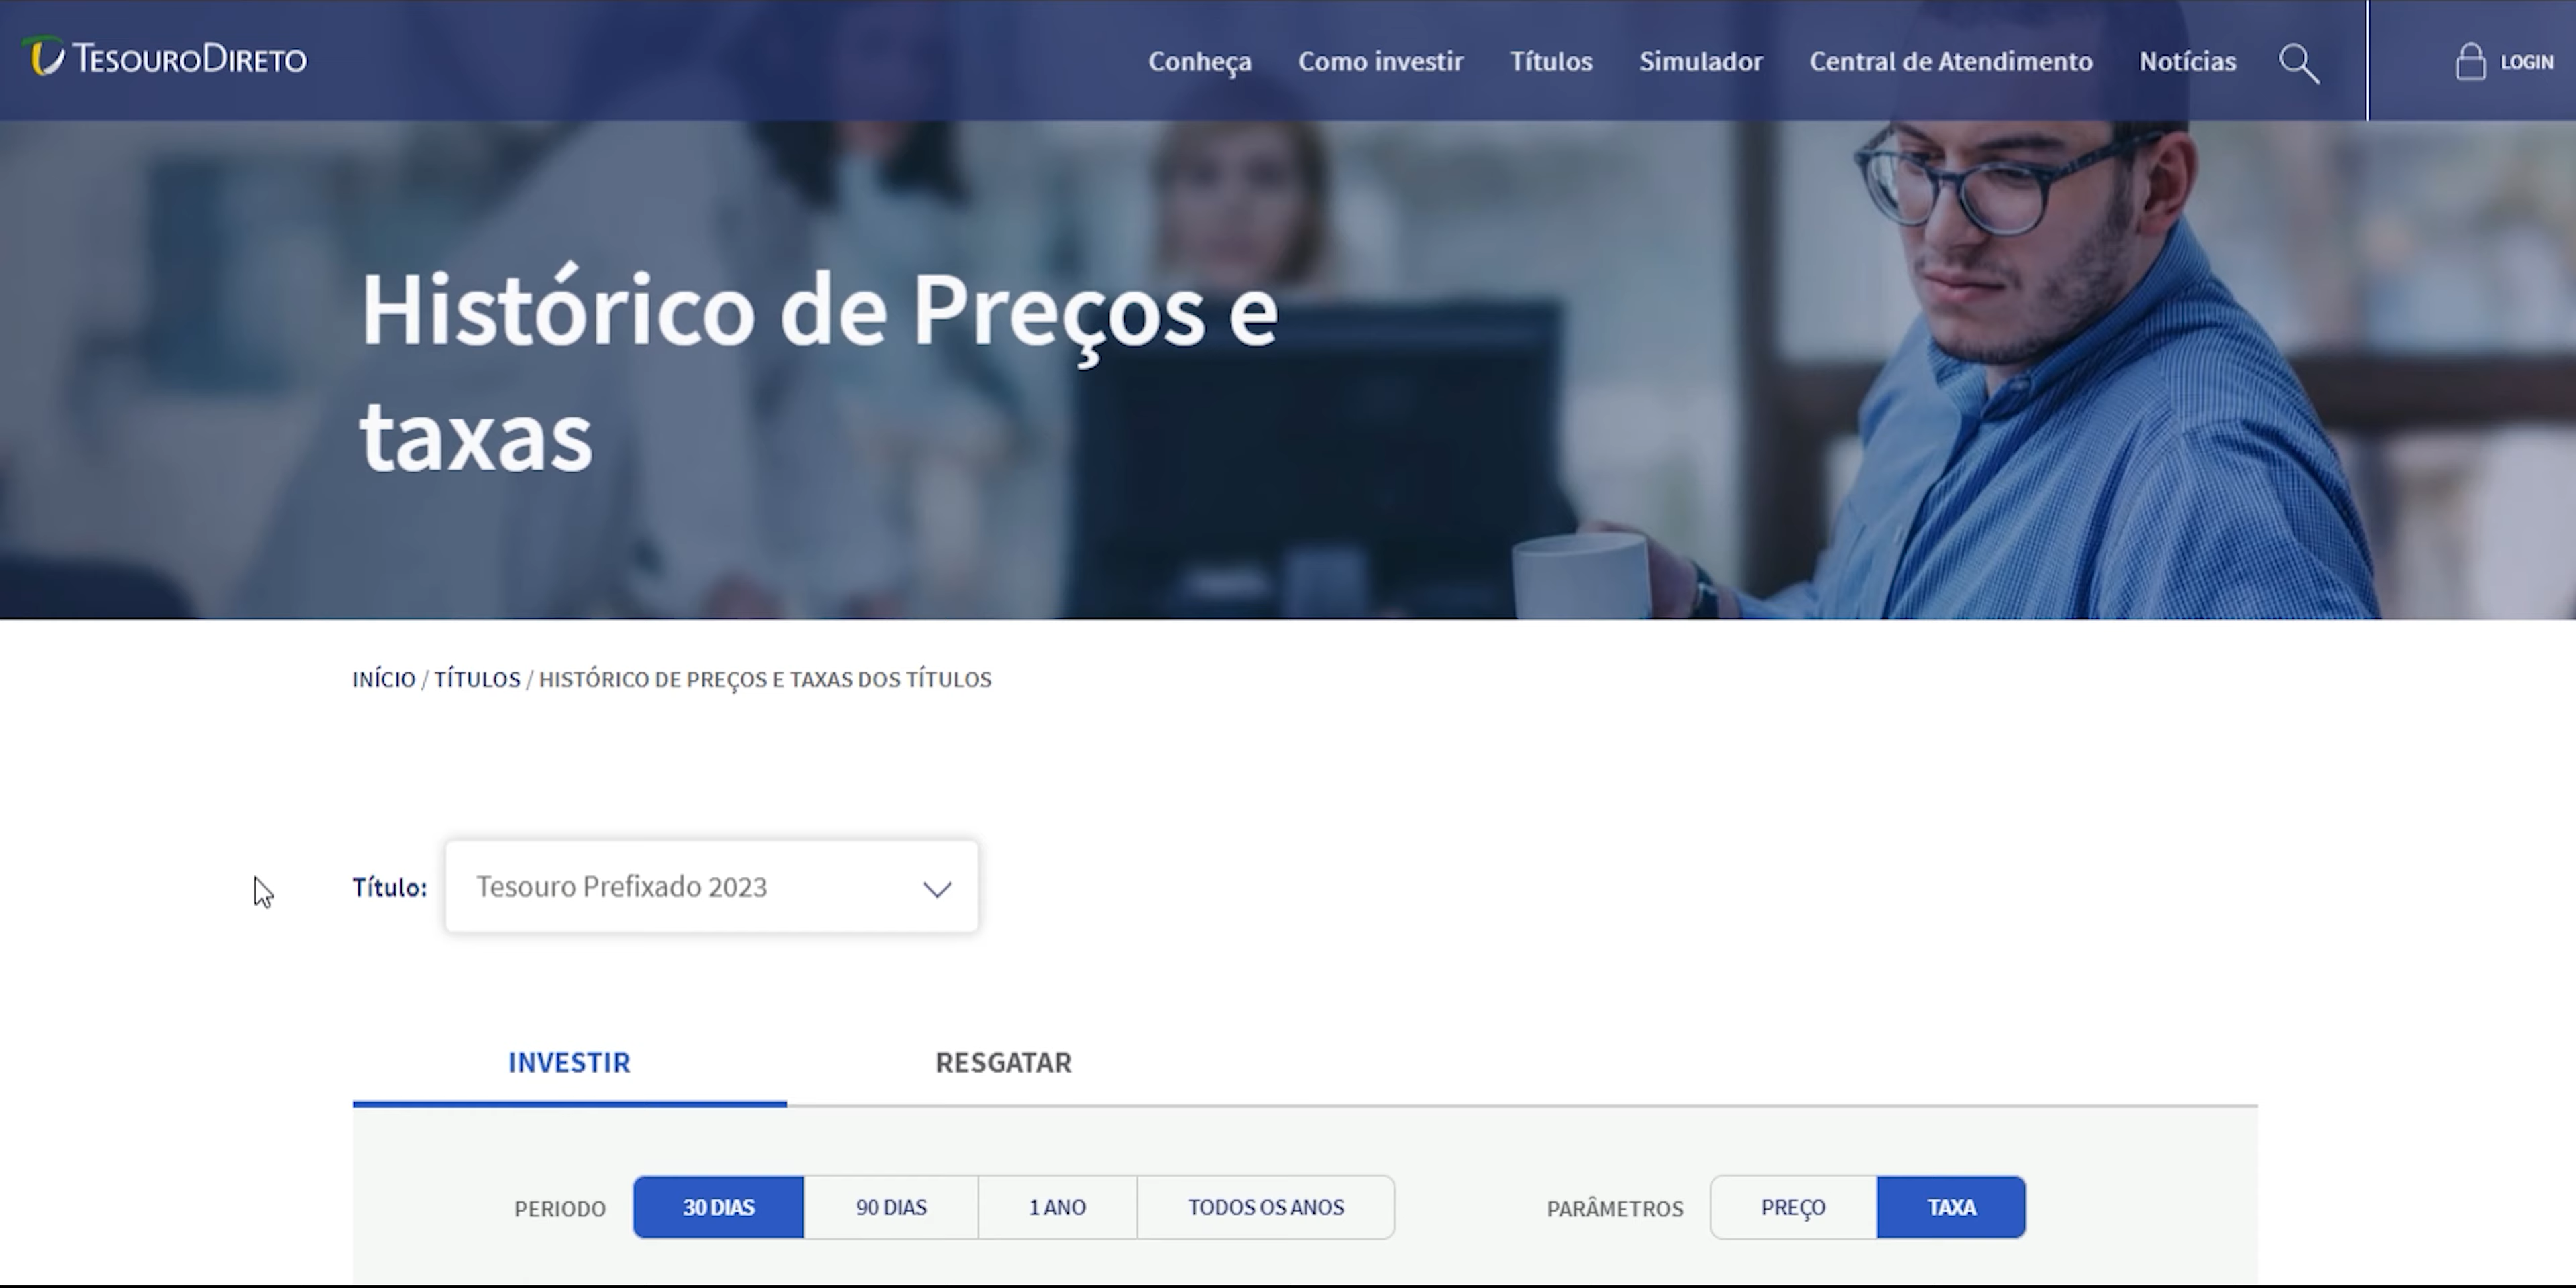 TESOURODIRETO
Conheça Como investir Títulos Simulador Central de Atendimento Notícias LOGIN
Histórico de Preços e
taxas
INÍCIO / TÍTULOS / HISTÓRICO DE PREÇOS E TAXAS DOS TÍTULOS
Título: Tesouro Prefixado 2023
INVESTIR RESGATAR
PERIODO 30 DIAS 90 DIAS 1 ANO TODOS OS ANOS PARÂMETROS PREÇO TAXA